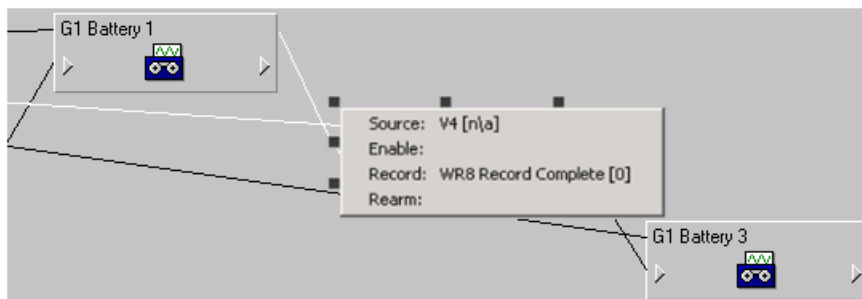 G1 Battery 1
Source: V4 [n\a]
Enable:
Record: WR8 Record Complete [0]
Rearm:
G1 Battery 3